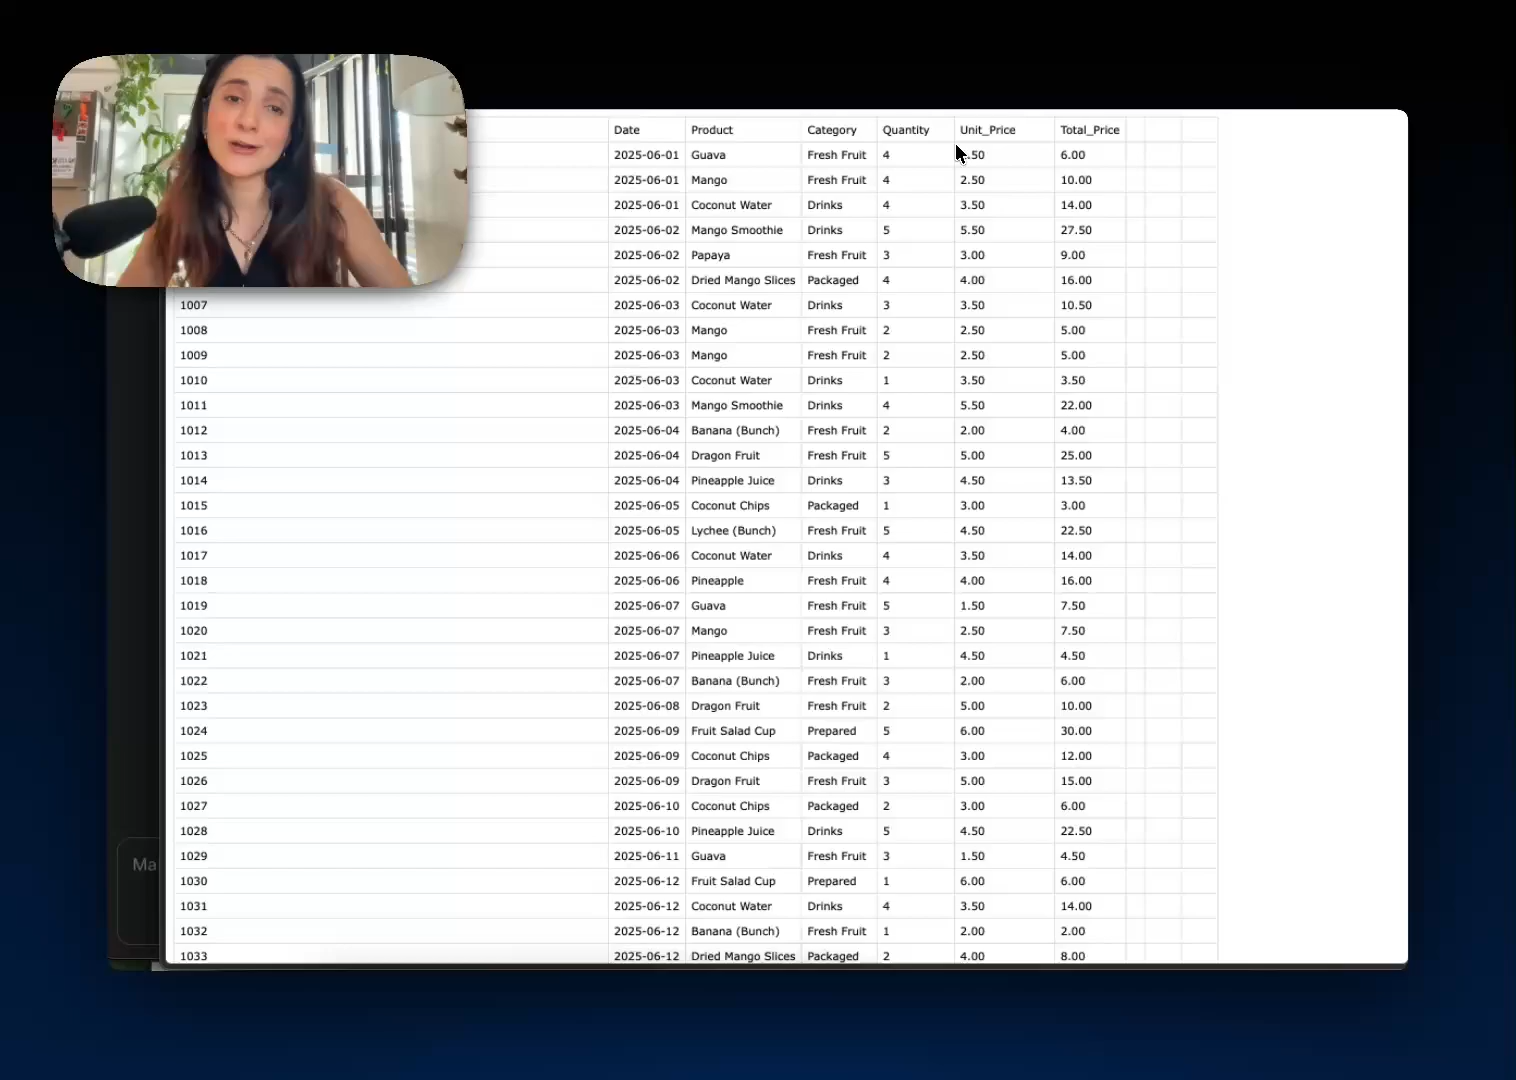 Date Product Category Quantity Unit_Price Total_Price
2025-06-01 Guava Fresh Fruit 4 .50 6.00
2025-06-01 Mango Fresh Fruit 4 2.50 10.00
2025-06-01 Coconut Water Drinks 4 3.50 14.00
2025-06-02 Mango Smoothie Drinks 5 5.50 27.50
2025-06-02 Papaya Fresh Fruit 3 3.00 9.00
2025-06-02 Dried Mango Slices Packaged 4 4.00 16.00
1007 2025-06-03 Coconut Water Drinks 3 3.50 10.50
1008 2025-06-03 Mango Fresh Fruit 2 2.50 5.00
1009 2025-06-03 Mango Fresh Fruit 2 2.50 5.00
1010 2025-06-03 Coconut Water Drinks 1 3.50 3.50
1011 2025-06-03 Mango Smoothie Drinks 4 5.50 22.00
1012 2025-06-04 Banana (Bunch) Fresh Fruit 2 2.00 4.00
1013 2025-06-04 Dragon Fruit Fresh Fruit 5 5.00 25.00
1014 2025-06-04 Pineapple Juice Drinks 3 4.50 13.50
1015 2025-06-05 Coconut Chips Packaged 1 3.00 3.00
1016 2025-06-05 Lychee (Bunch) Fresh Fruit 5 4.50 22.50
1017 2025-06-06 Coconut Water Drinks 4 3.50 14.00
1018 2025-06-06 Pineapple Fresh Fruit 4 4.00 16.00
1019 2025-06-07 Guava Fresh Fruit 5 1.50 7.50
1020 2025-06-07 Mango Fresh Fruit 3 2.50 7.50
1021 2025-06-07 Pineapple Juice Drinks 1 4.50 4.50
1022 2025-06-07 Banana (Bunch) Fresh Fruit 3 2.00 6.00
1023 2025-06-08 Dragon Fruit Fresh Fruit 2 5.00 10.00
1024 2025-06-09 Fruit Salad Cup Prepared 5 6.00 30.00
1025 2025-06-09 Coconut Chips Packaged 4 3.00 12.00
1026 2025-06-09 Dragon Fruit Fresh Fruit 3 5.00 15.00
1027 2025-06-10 Coconut Chips Packaged 2 3.00 6.00
1028 2025-06-10 Pineapple Juice Drinks 5 4.50 22.50
1029 2025-06-11 Guava Fresh Fruit 3 1.50 4.50
1030 2025-06-12 Fruit Salad Cup Prepared 1 6.00 6.00
1031 2025-06-12 Coconut Water Drinks 4 3.50 14.00
1032 2025-06-12 Banana (Bunch) Fresh Fruit 1 2.00 2.00
1033 2025-06-12 Dried Mango Slices Packaged 2 4.00 8.00
Ma